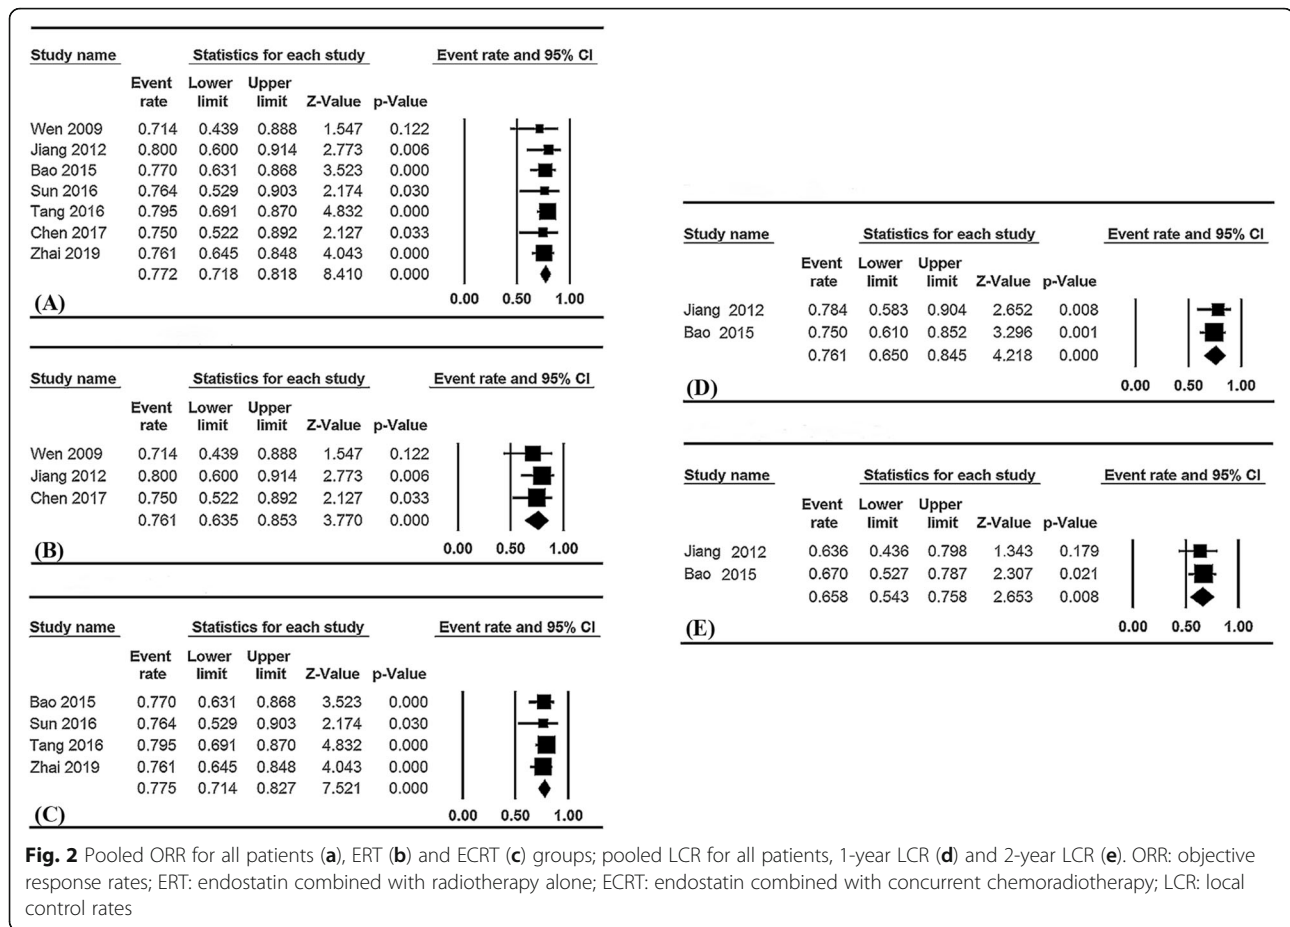 Study name Statistics for each study Event rate and 95% CI
Event Lower Upper
rate limit limit Z-Value p-Value
Wen 2009 0.714 0.439 0.888 1.547 0.122
Jiang 2012 0.800 0.600 0.914 2.773 0.006
Bao 2015 0.770 0.631 0.868 3.523 0.000
Sun 2016 0.764 0.529 0.903 2.174 0.030
Tang 2016 0.795 0.691 0.870 4.832 0.000
Chen 2017 0.750 0.522 0.892 2.127 0.033
Zhai 2019 0.761 0.645 0.848 4.043 0.000
0.772 0.718 0.818 8.410 0.000
(A) 0.00 0.50 1.00
Study name Statistics for each study Event rate and 95% CI
Event Lower Upper
rate limit limit Z-Value p-Value
Wen 2009 0.714 0.439 0.888 1.547 0.122
Jiang 2012 0.800 0.600 0.914 2.773 0.006
Chen 2017 0.750 0.522 0.892 2.127 0.033
0.761 0.635 0.853 3.770 0.000
(B) 0.00 0.50 1.00
Study name Statistics for each study Event rate and 95% CI
Event Lower Upper
rate limit limit Z-Value p-Value
Bao 2015 0.770 0.631 0.868 3.523 0.000
Sun 2016 0.764 0.529 0.903 2.174 0.030
Tang 2016 0.795 0.691 0.870 4.832 0.000
Zhai 2019 0.761 0.645 0.848 4.043 0.000
0.775 0.714 0.827 7.521 0.000
(C) 0.00 0.50 1.00
Study name Statistics for each study Event rate and 95% CI
Event Lower Upper
rate limit limit Z-Value p-Value
Jiang 2012 0.784 0.583 0.904 2.652 0.008
Bao 2015 0.750 0.610 0.852 3.296 0.001
0.761 0.650 0.845 4.218 0.000
(D) 0.00 0.50 1.00
Study name Statistics for each study Event rate and 95% CI
Event Lower Upper
rate limit limit Z-Value p-Value
Jiang 2012 0.636 0.436 0.798 1.343 0.179
Bao 2015 0.670 0.527 0.787 2.307 0.021
0.658 0.543 0.758 2.653 0.008
(E) 0.00 0.50 1.00
Fig. 2 Pooled ORR for all patients (a), ERT (b) and ECRT (c) groups; pooled LCR for all patients, 1-year LCR (d) and 2-year LCR (e). ORR: objective
response rates; ERT: endostatin combined with radiotherapy alone; ECRT: endostatin combined with concurrent chemoradiotherapy; LCR: local
control rates